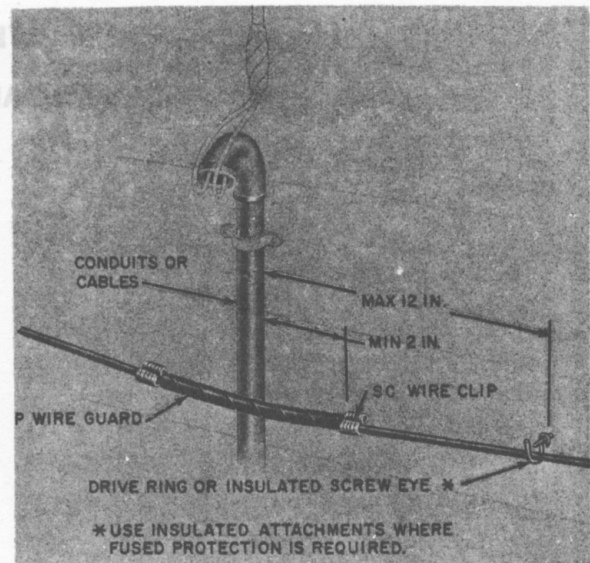 CONDUITS OR
CABLES
MAX 12 IN.
MIN 2 IN.
SC WIRE CLIP
P WIRE GUARD
DRIVE RING OR INSULATED SCREW EYE *
* USE INSULATED ATTACHMENTS WHERE
FUSED PROTECTION IS REQUIRED.